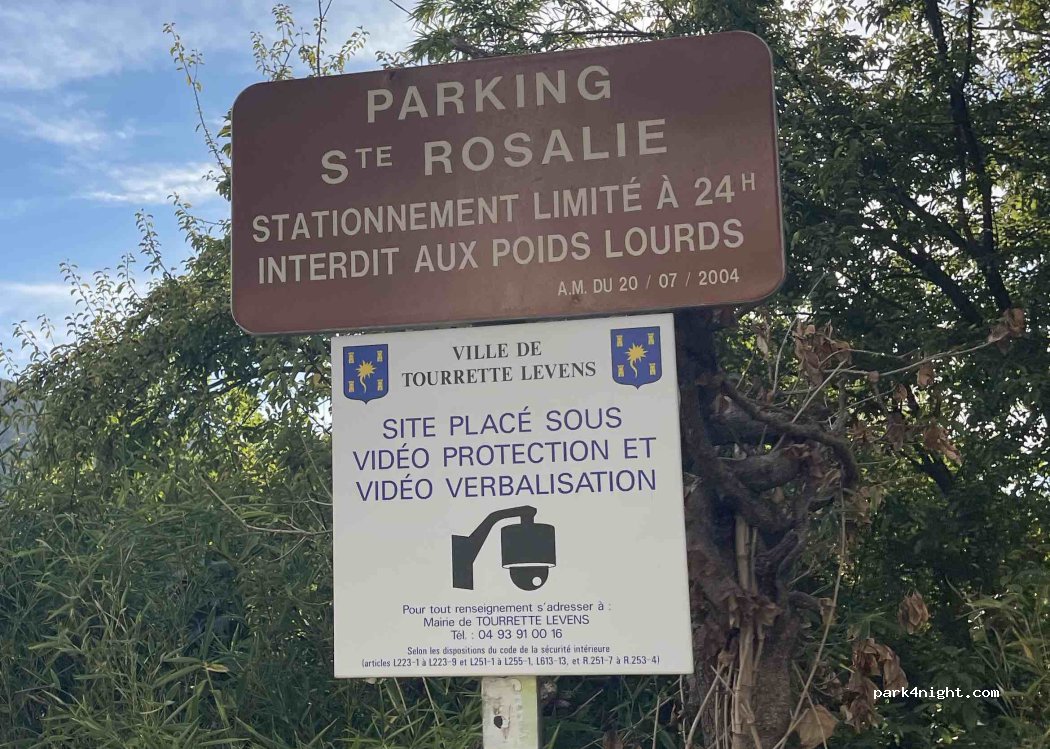 PARKING
STE ROSALIE
STATIONNEMENT LIMITÉ À 24H
INTERDIT AUX POIDS LOURDS
A.M. DU 20 / 07 / 2004
VILLE DE
TOURRETTE LEVENS
SITE PLACÉ SOUS
VIDÉO PROTECTION ET
VIDÉO VERBALISATION
Pour tout renseignement s'adresser à :
Mairie de TOURRETTE LEVENS
Tél. : 04 93 91 00 16
Selon les dispositions du code de la sécurité intérieure
(articles L223-1 à L223-9 et L251-1 à L255-1, L613-13, et R.251-7 à R.253-4)
park4night.com